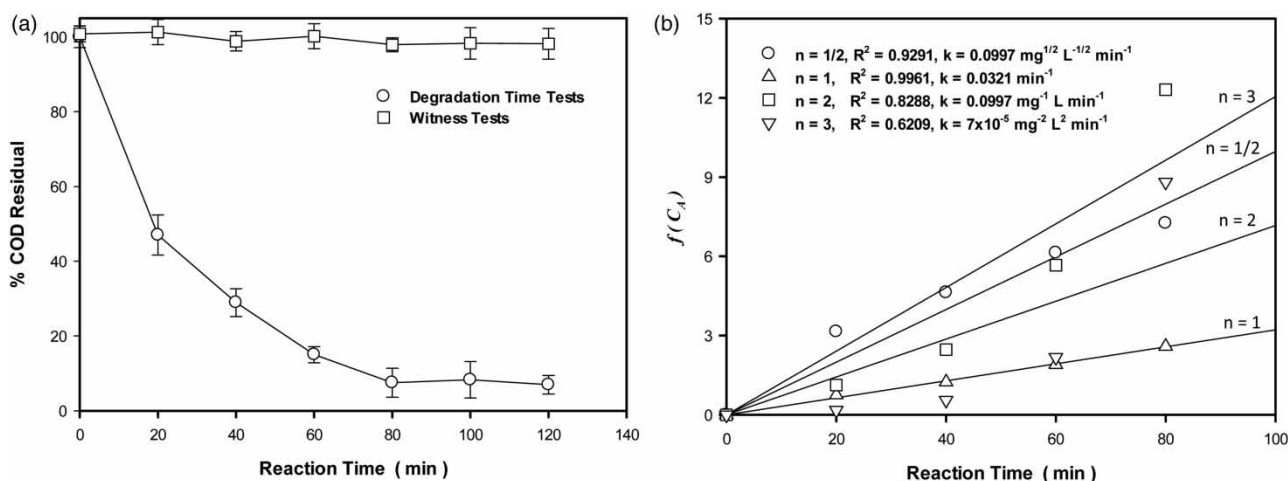 (a)
100
80
60
40
20
0
% COD Residual
Degradation Time Tests
Witness Tests
0 20 40 60 80 100 120 140
Reaction Time ( min )
(b)
15
12
9
6
3
0
f ( C_A )
n = 1/2, R² = 0.9291, k = 0.0997 mg^1/2 L^-1/2 min^-1
n = 1, R² = 0.9961, k = 0.0321 min^-1
n = 2, R² = 0.8288, k = 0.0997 mg^-1 L min^-1
n = 3, R² = 0.6209, k = 7x10^-5 mg^-2 L² min^-1
n = 3
n = 1/2
n = 2
n = 1
0 20 40 60 80 100
Reaction Time ( min )